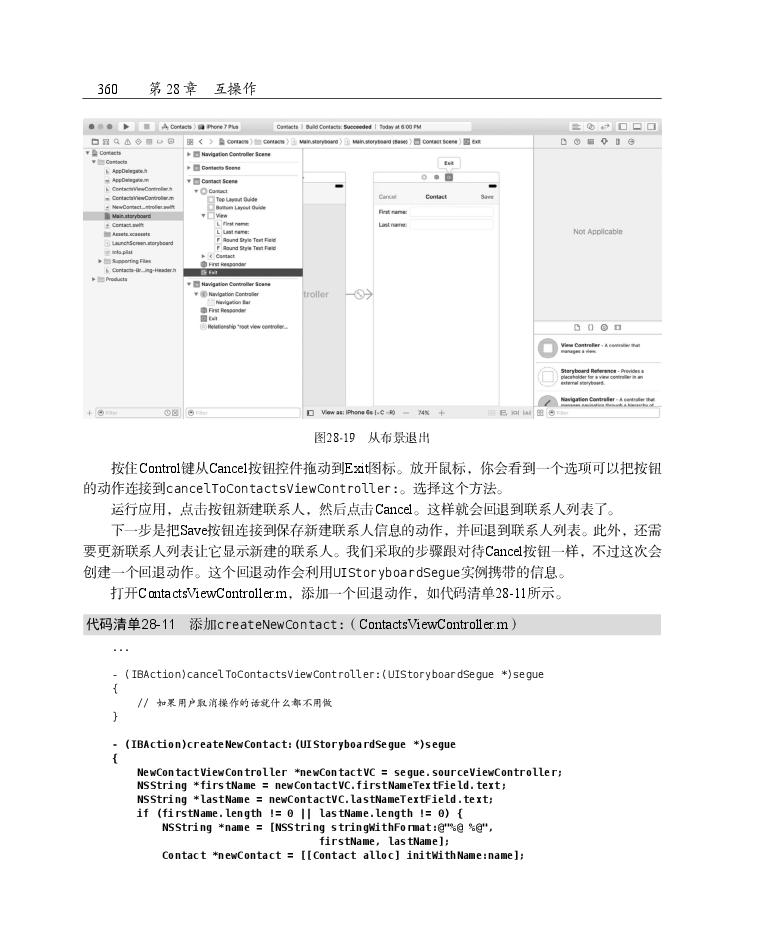 360 第 28 章 互操作
Contacts 〉 iPhone 7 Plus
Contacts | Build Contacts: Succeeded | Today at 6:00 PM
Contacts 〉 Contacts 〉 Main.storyboard 〉 Main.storyboard (Base) 〉 Contact Scene 〉 Exit
Contacts
Contacts
AppDelegate.h
AppDelegate.m
ContactsViewController.h
ContactsViewController.m
NewContact...ntroller.swift
Main.storyboard
Contact.swift
Assets.xcassets
LaunchScreen.storyboard
Info.plist
Supporting Files
Contacts-Br...ing-Header.h
Products
Filter
Navigation Controller Scene
Contacts Scene
Contact Scene
Contact
Top Layout Guide
Bottom Layout Guide
View
L First name:
L Last name:
F Round Style Text Field
F Round Style Text Field
Contact
First Responder
Exit
Navigation Controller Scene
Navigation Controller
Navigation Bar
First Responder
Exit
Relationship "root view controller...
Filter
Exit
Cancel Contact Save
First name:
Last name:
troller
View as: iPhone 6s (wC hR) — 74% +
Not Applicable
View Controller - A controller that
manages a view.
Storyboard Reference - Provides a
placeholder for a view controller in an
external storyboard.
Navigation Controller - A controller that
manages navigation through a hierarchy of
Filter
图28-19 从布景退出
按住Control键从Cancel按钮控件拖动到Exit图标。放开鼠标，你会看到一个选项可以把按钮
的动作连接到cancelToContactsViewController:。选择这个方法。
运行应用，点击按钮新建联系人，然后点击Cancel。这样就会回退到联系人列表了。
下一步是把Save按钮连接到保存新建联系人信息的动作，并回退到联系人列表。此外，还需
要更新联系人列表让它显示新建的联系人。我们采取的步骤跟对待Cancel按钮一样，不过这次会
创建一个回退动作。这个回退动作会利用UIStoryboardSegue实例携带的信息。
打开ContactsViewController.m，添加一个回退动作，如代码清单28-11所示。
代码清单28-11 添加createNewContact:（ContactsViewController.m）
...
- (IBAction)cancelToContactsViewController:(UIStoryboardSegue *)segue
{
// 如果用户取消操作的话就什么都不用做
}
- (IBAction)createNewContact:(UIStoryboardSegue *)segue
{
NewContactViewController *newContactVC = segue.sourceViewController;
NSString *firstName = newContactVC.firstNameTextField.text;
NSString *lastName = newContactVC.lastNameTextField.text;
if (firstName.length != 0 || lastName.length != 0) {
NSString *name = [NSString stringWithFormat:@"%@ %@",
firstName, lastName];
Contact *newContact = [[Contact alloc] initWithName:name];